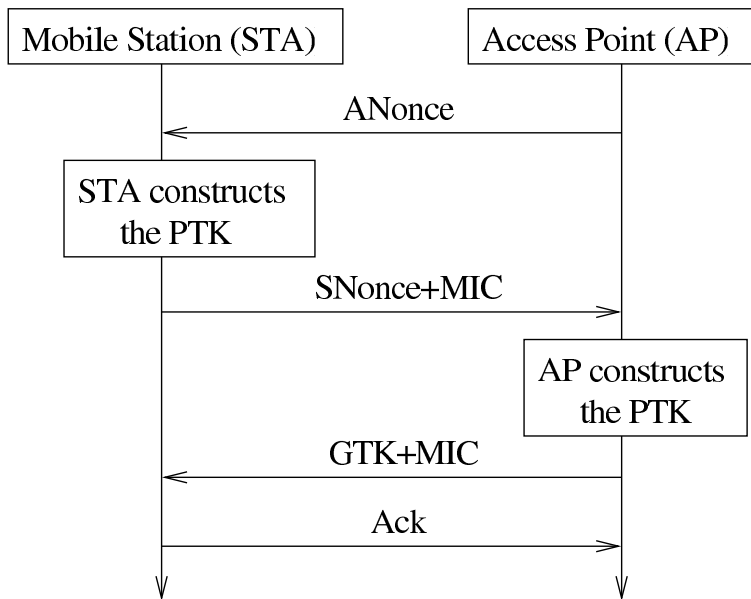 Mobile Station (STA)
Access Point (AP)
ANonce
STA constructs
the PTK
SNonce+MIC
AP constructs
the PTK
GTK+MIC
Ack